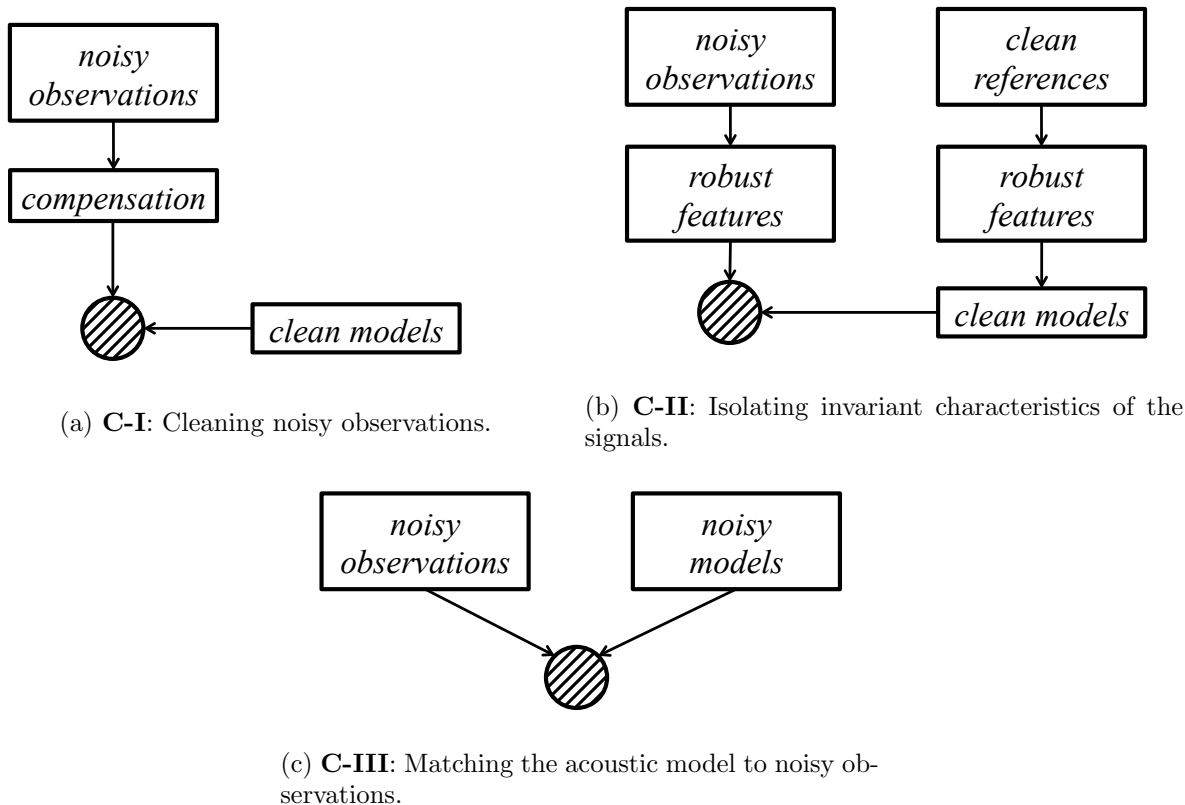 noisy
observations
compensation
clean models
(a) C-I: Cleaning noisy observations.
noisy
observations
clean
references
robust
features
robust
features
clean models
(b) C-II: Isolating invariant characteristics of the
signals.
noisy
observations
noisy
models
(c) C-III: Matching the acoustic model to noisy ob-
servations.